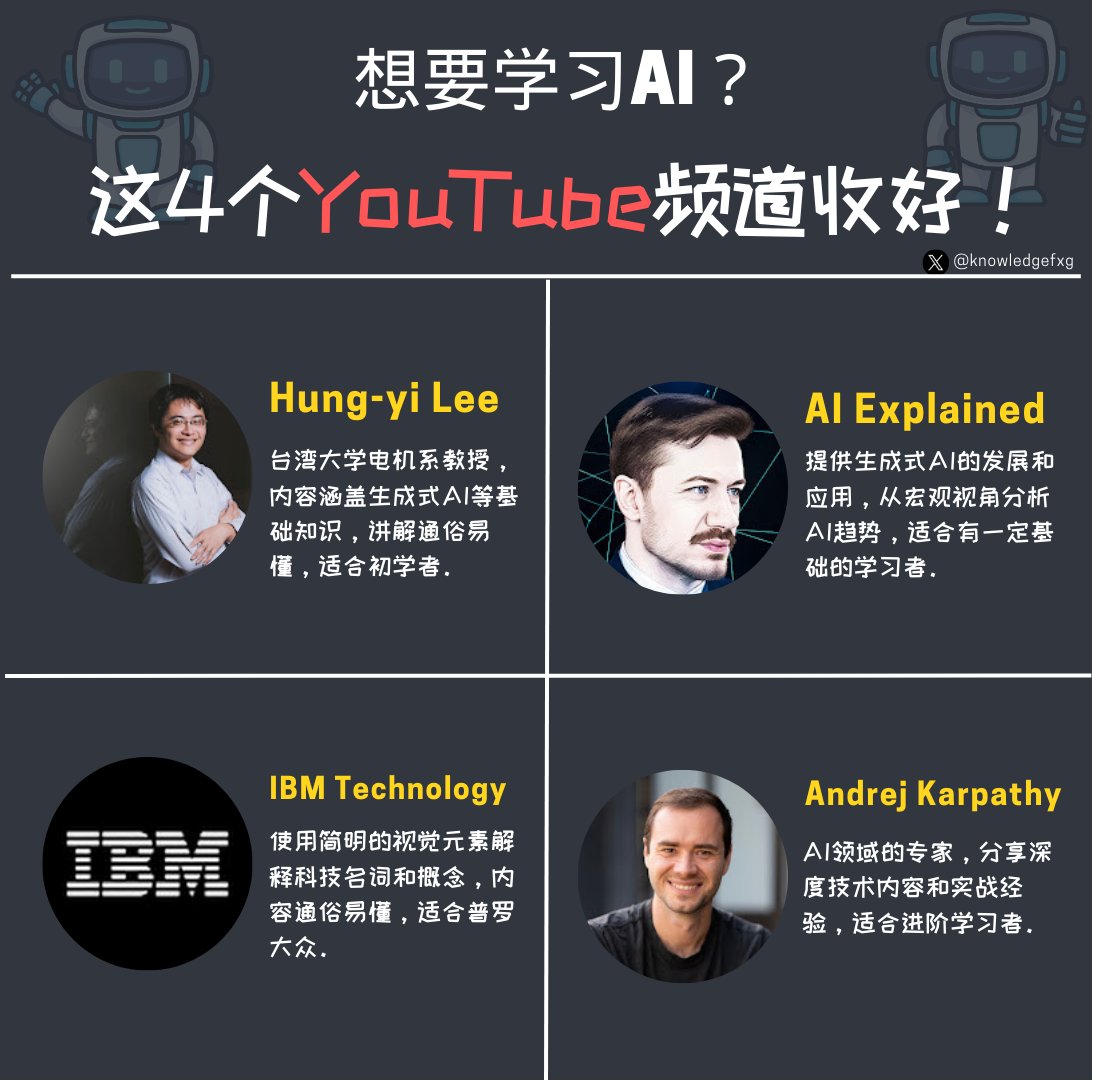 想要学习AI？
这4个YouTube频道收好！
X @knowledgefxg
Hung-yi Lee
台湾大学电机系教授，
内容涵盖生成式AI等基
础知识，讲解通俗易
懂，适合初学者.
AI Explained
提供生成式AI的发展和
应用，从宏观视角分析
AI趋势，适合有一定基
础的学习者.
IBM
IBM Technology
使用简明的视觉元素解
释科技名词和概念，内
容通俗易懂，适合普罗
大众.
Andrej Karpathy
AI领域的专家，分享深
度技术内容和实战经
验，适合进阶学习者.